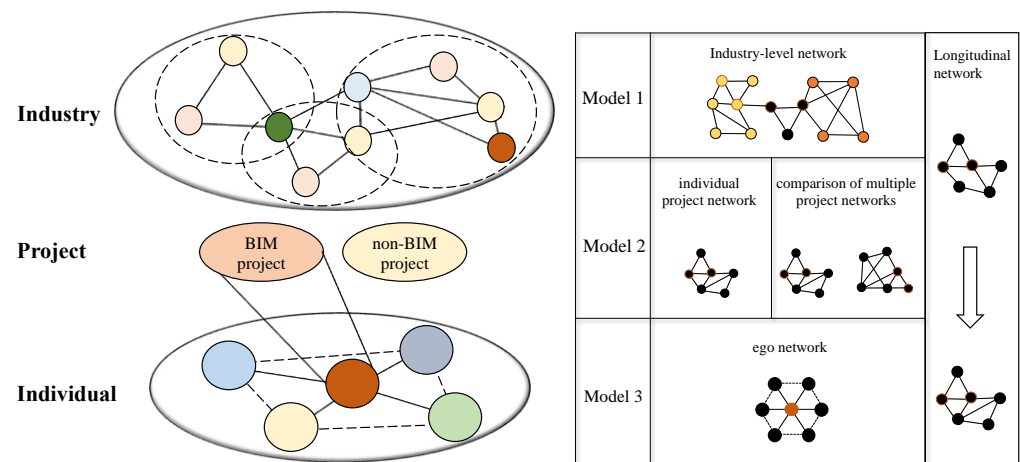 Industry
Project
BIM
project
non-BIM
project
Individual
Model 1
Industry-level network
Longitudinal
network
Model 2
individual
project network
comparison of multiple
project networks
Model 3
ego network